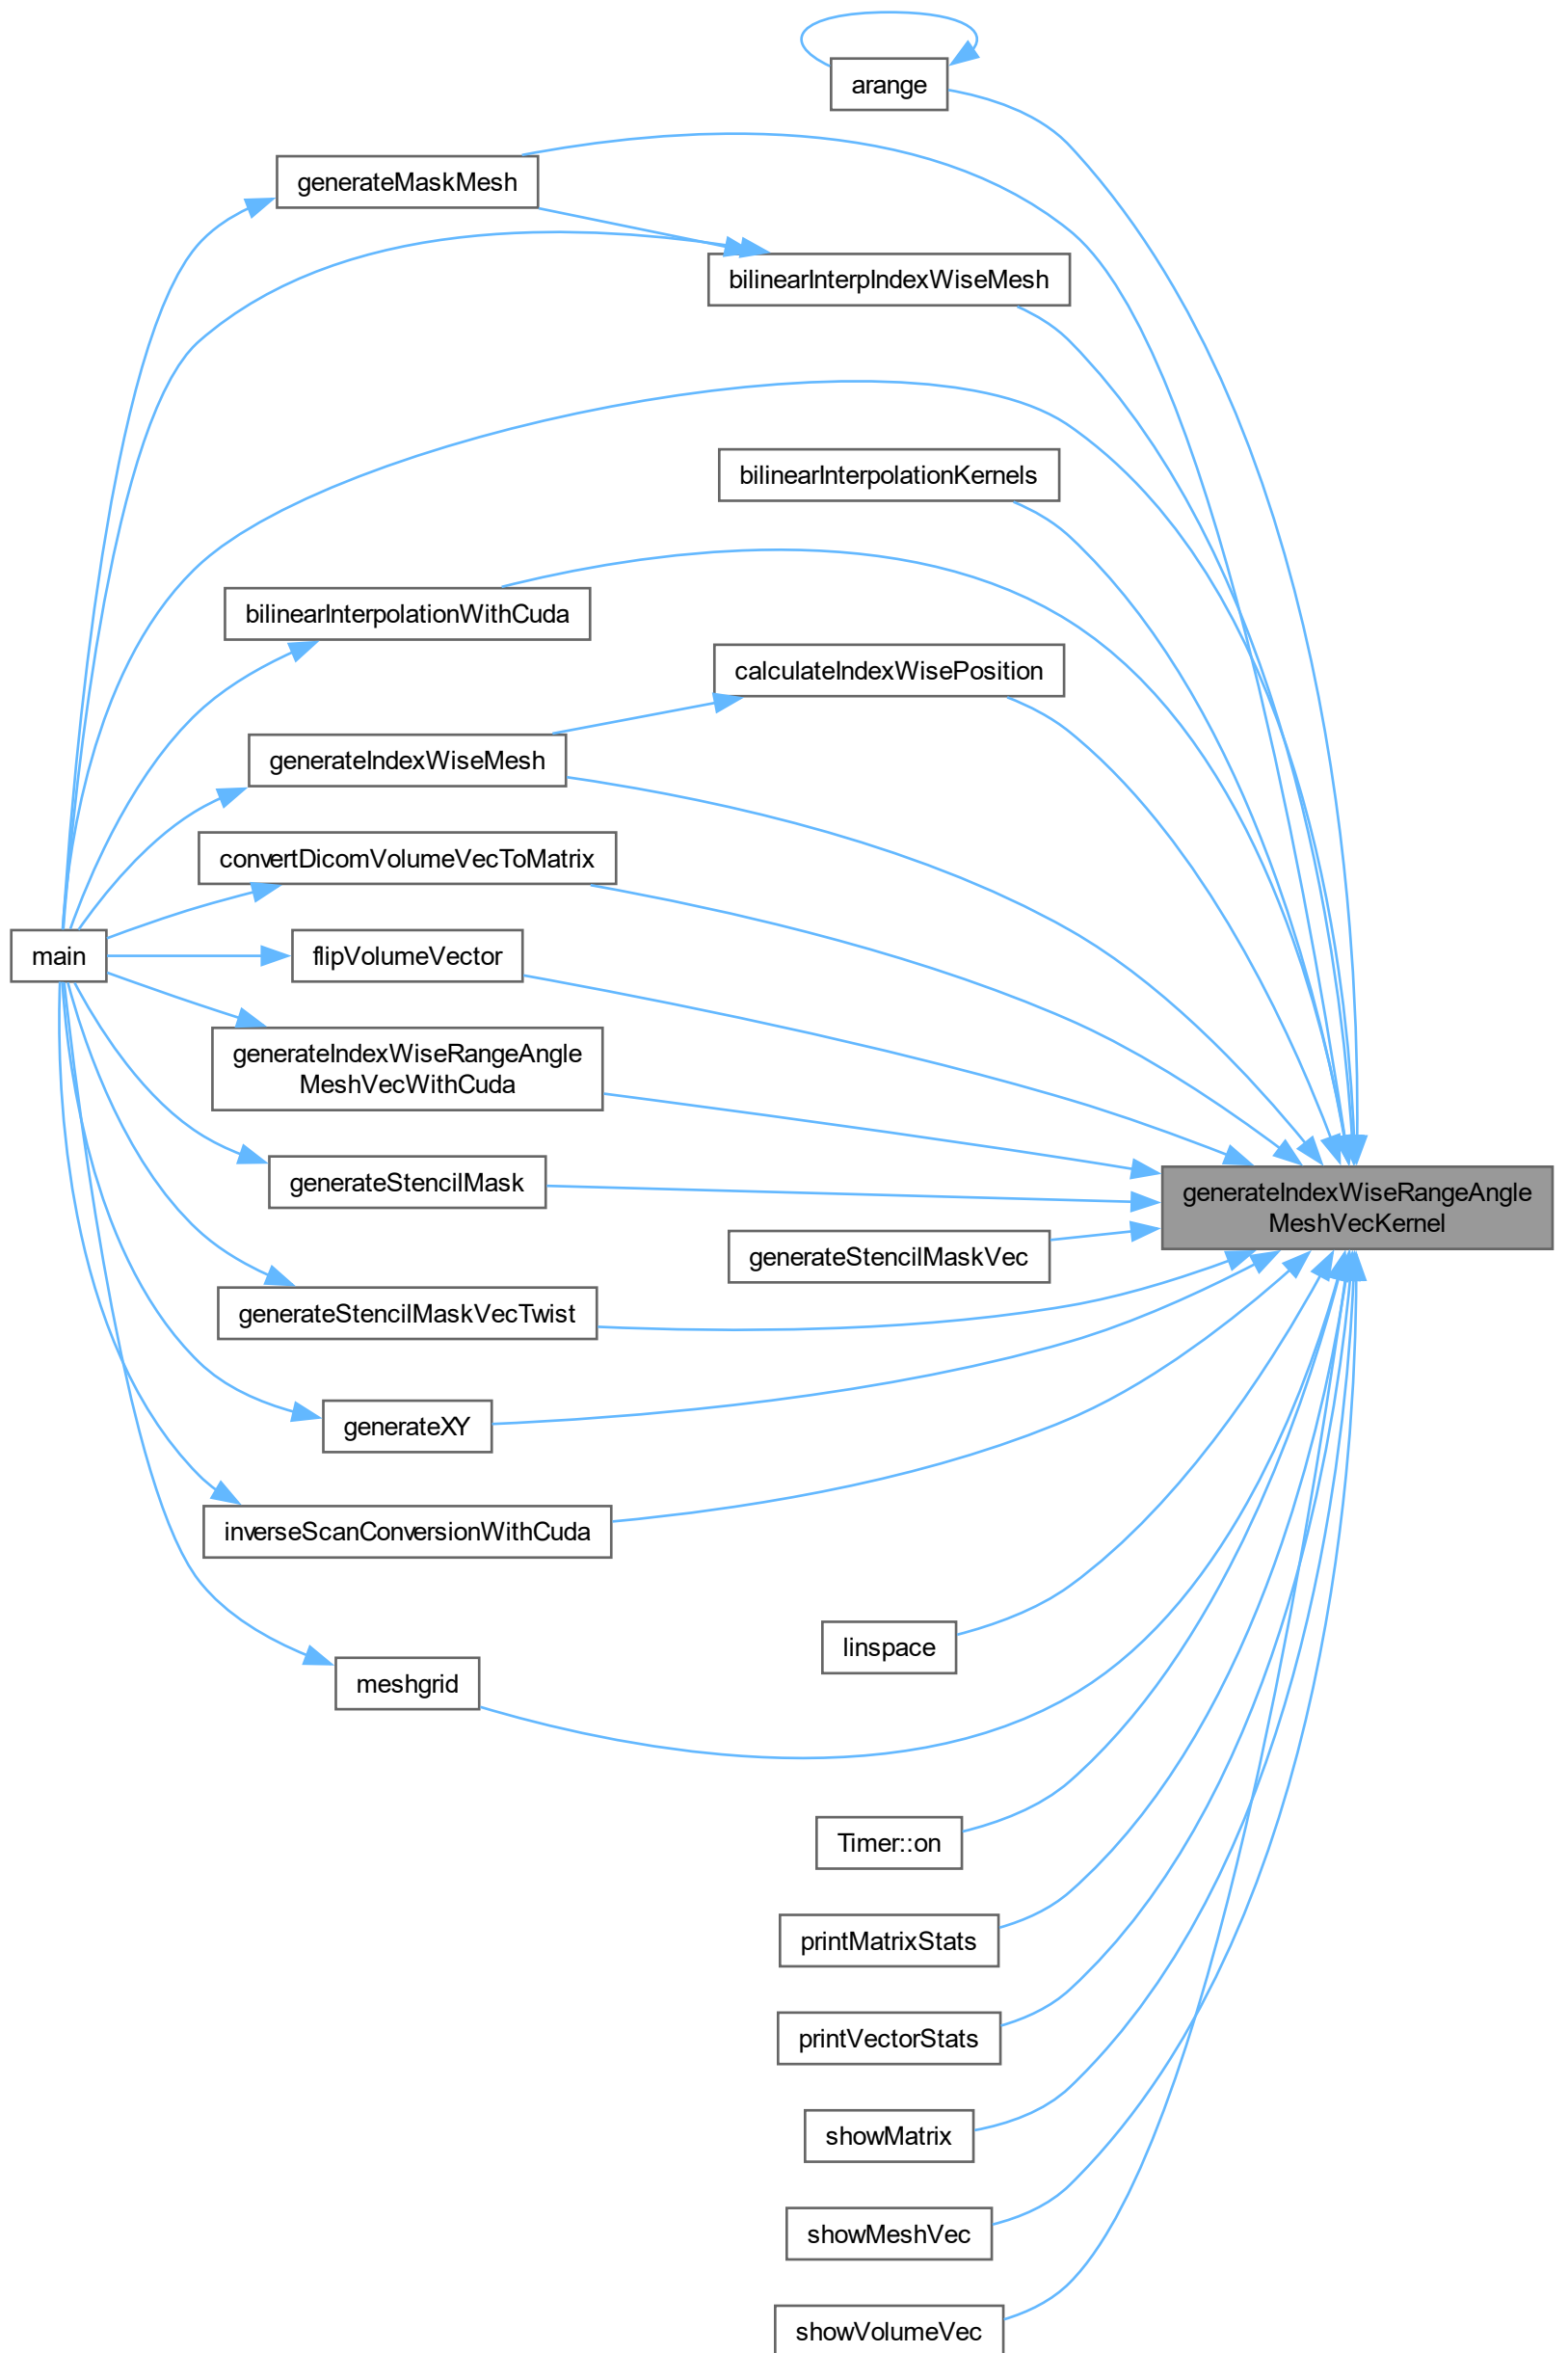 arange
generateMaskMesh
bilinearInterpIndexWiseMesh
bilinearInterpolationKernels
bilinearInterpolationWithCuda
calculateIndexWisePosition
generateIndexWiseMesh
convertDicomVolumeVecToMatrix
main
flipVolumeVector
generateIndexWiseRangeAngle
MeshVecWithCuda
generateStencilMask
generateIndexWiseRangeAngle
MeshVecKernel
generateStencilMaskVec
generateStencilMaskVecTwist
generateXY
inverseScanConversionWithCuda
linspace
meshgrid
Timer::on
printMatrixStats
printVectorStats
showMatrix
showMeshVec
showVolumeVec